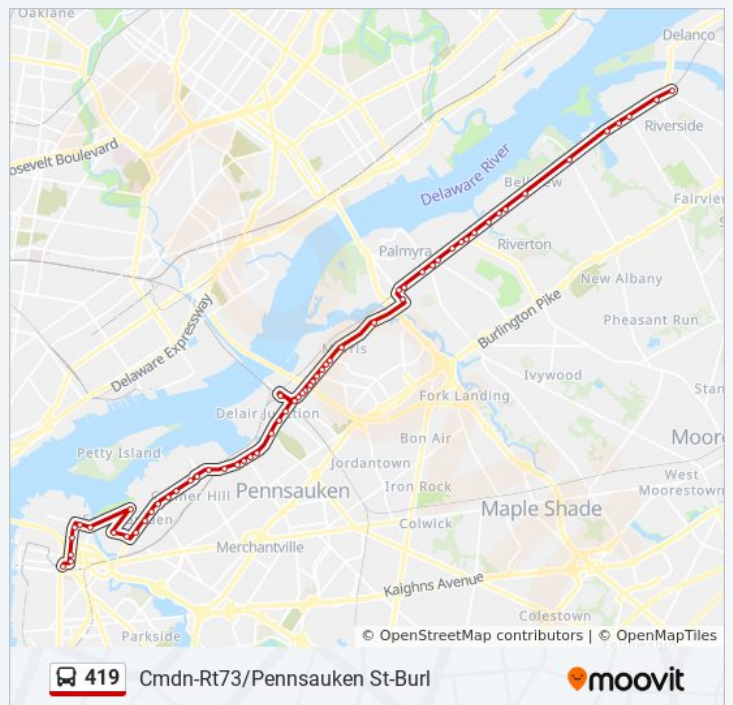 Oaklane
Delanco
osevelt Boulevard
Riverside
Delaware River
Fairview
Palmyra
Riverton
New Albany
Delaware Expressway
Burlington Pike
Pheasant Run
Ivywood
Fork Landing
Delair Junction
Bon Air
Petty Island
Jordantown
Pennsauken
Iron Rock
West
Moorestown
Maple Shade
Colwick
Merchantville
Kaighns Avenue
Colestown
Parkside
© OpenStreetMap contributors | © OpenMapTiles
419 Cmdn-Rt73/Pennsauken St-Burl
moovit